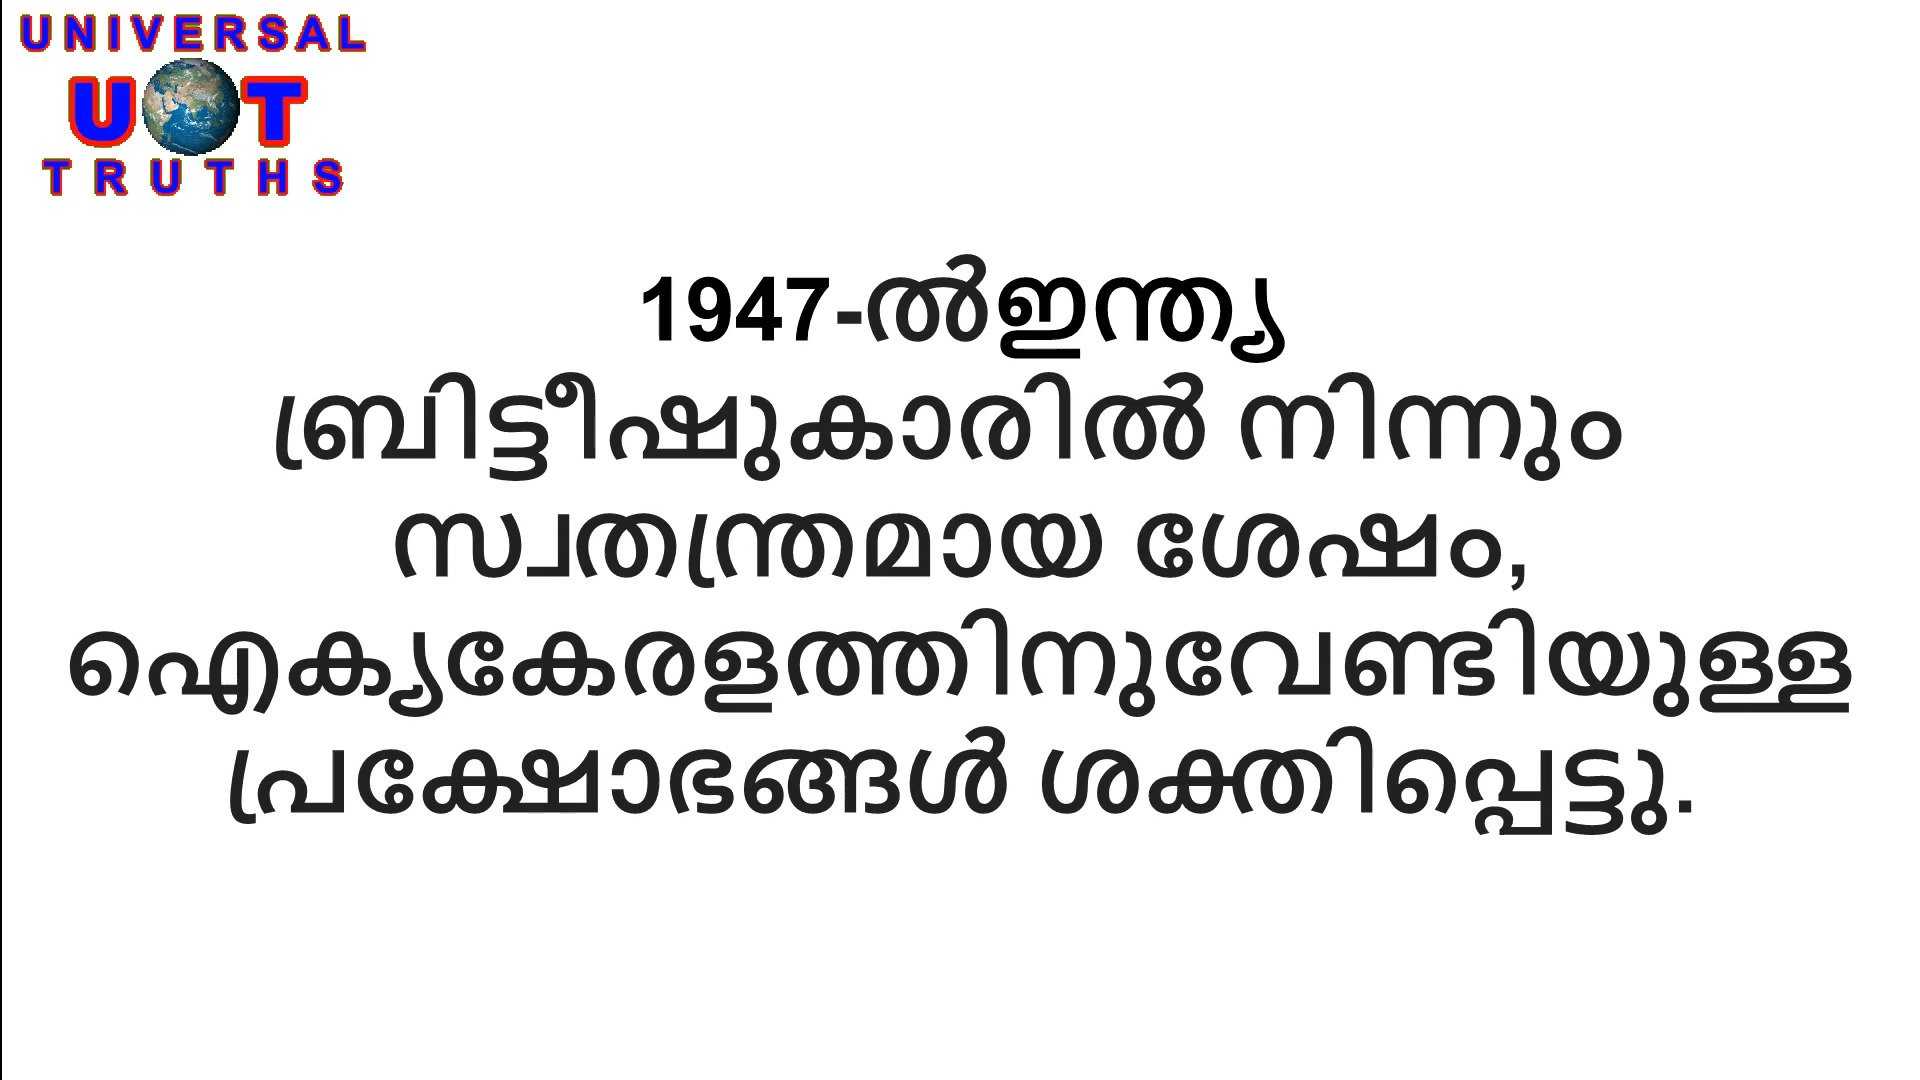 UNIVERSAL
U T
TRUTHS
1947-ൽഇന്ത്യ
ബ്രിട്ടീഷുകാരിൽ നിന്നും
സ്വതന്ത്രമായ ശേഷം,
ഐക്യകേരളത്തിനുവേണ്ടിയുള്ള
പ്രക്ഷോഭങ്ങൾ ശക്തിപ്പെട്ടു.